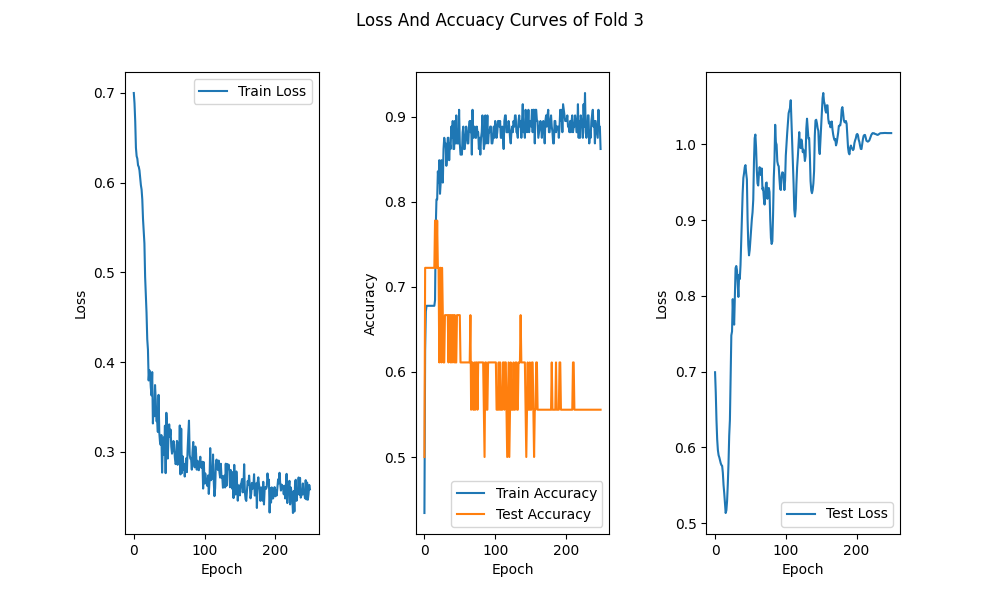 Loss And Accuacy Curves of Fold 3
Loss
0.7
0.6
0.5
0.4
0.3
Train Loss
0
100
200
Epoch
Accuracy
0.9
0.8
0.7
0.6
0.5
Train Accuracy
Test Accuracy
0
100
200
Epoch
Loss
1.0
0.9
0.8
0.7
0.6
0.5
Test Loss
0
100
200
Epoch